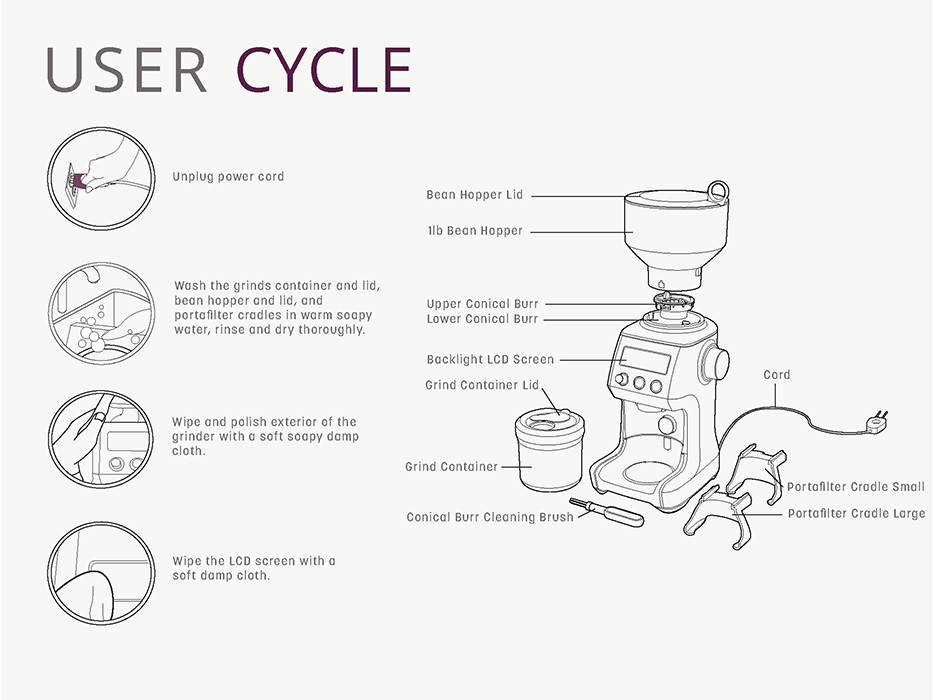 USER CYCLE
Unplug power cord
Wash the grinds container and lid,
bean hopper and lid, and
portafilter cradles in warm soapy
water, rinse and dry thoroughly.
Wipe and polish exterior of the
grinder with a soft soapy damp
cloth.
Wipe the LCD screen with a
soft damp cloth.
Bean Hopper Lid
1lb Bean Hopper
Upper Conical Burr
Lower Conical Burr
Backlight LCD Screen
Grind Container Lid
Cord
Grind Container
Portafilter Cradle Small
Conical Burr Cleaning Brush
Portafilter Cradle Large